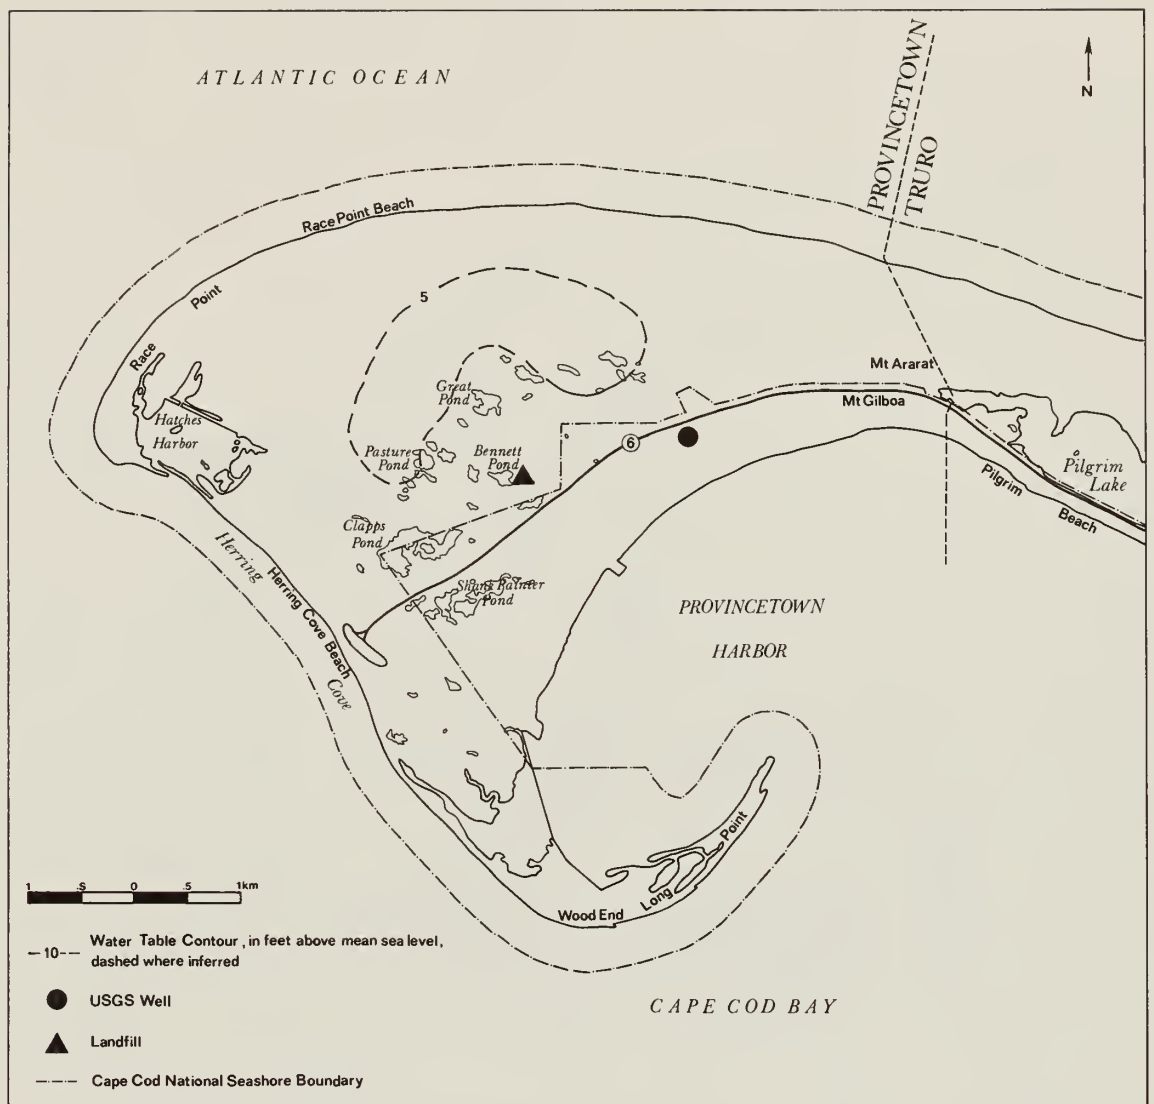 ATLANTIC OCEAN
N
PROVINCETOWN
TRURO
Race Point Beach
Point
Race
5
Mt Ararat
Mt Gilboa
Great
Pond
Hatches
Harbor
6
Pasture
Pond
Bennett
Pond
Pilgrim
Lake
Pilgrim
Beach
Clapps
Pond
Herring
Cove
Herring Cove Beach
Shank Painter
Pond
PROVINCETOWN
HARBOR
Point
Long
Wood End
1 .5 0 .5 1km
10
Water Table Contour, in feet above mean sea level,
dashed where inferred
USGS Well
Landfill
Cape Cod National Seashore Boundary
CAPE COD BAY